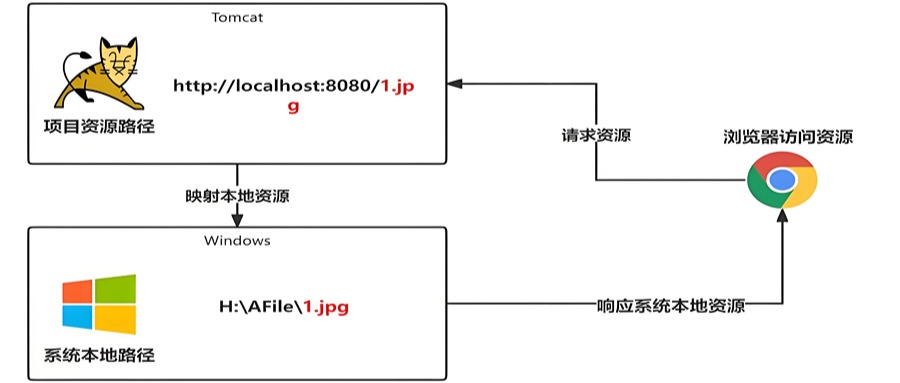 Tomcat
http://localhost:8080/1.jp
g
项目资源路径
请求资源
浏览器访问资源
映射本地资源
Windows
H:\AFile\1.jpg
响应系统本地资源
系统本地路径